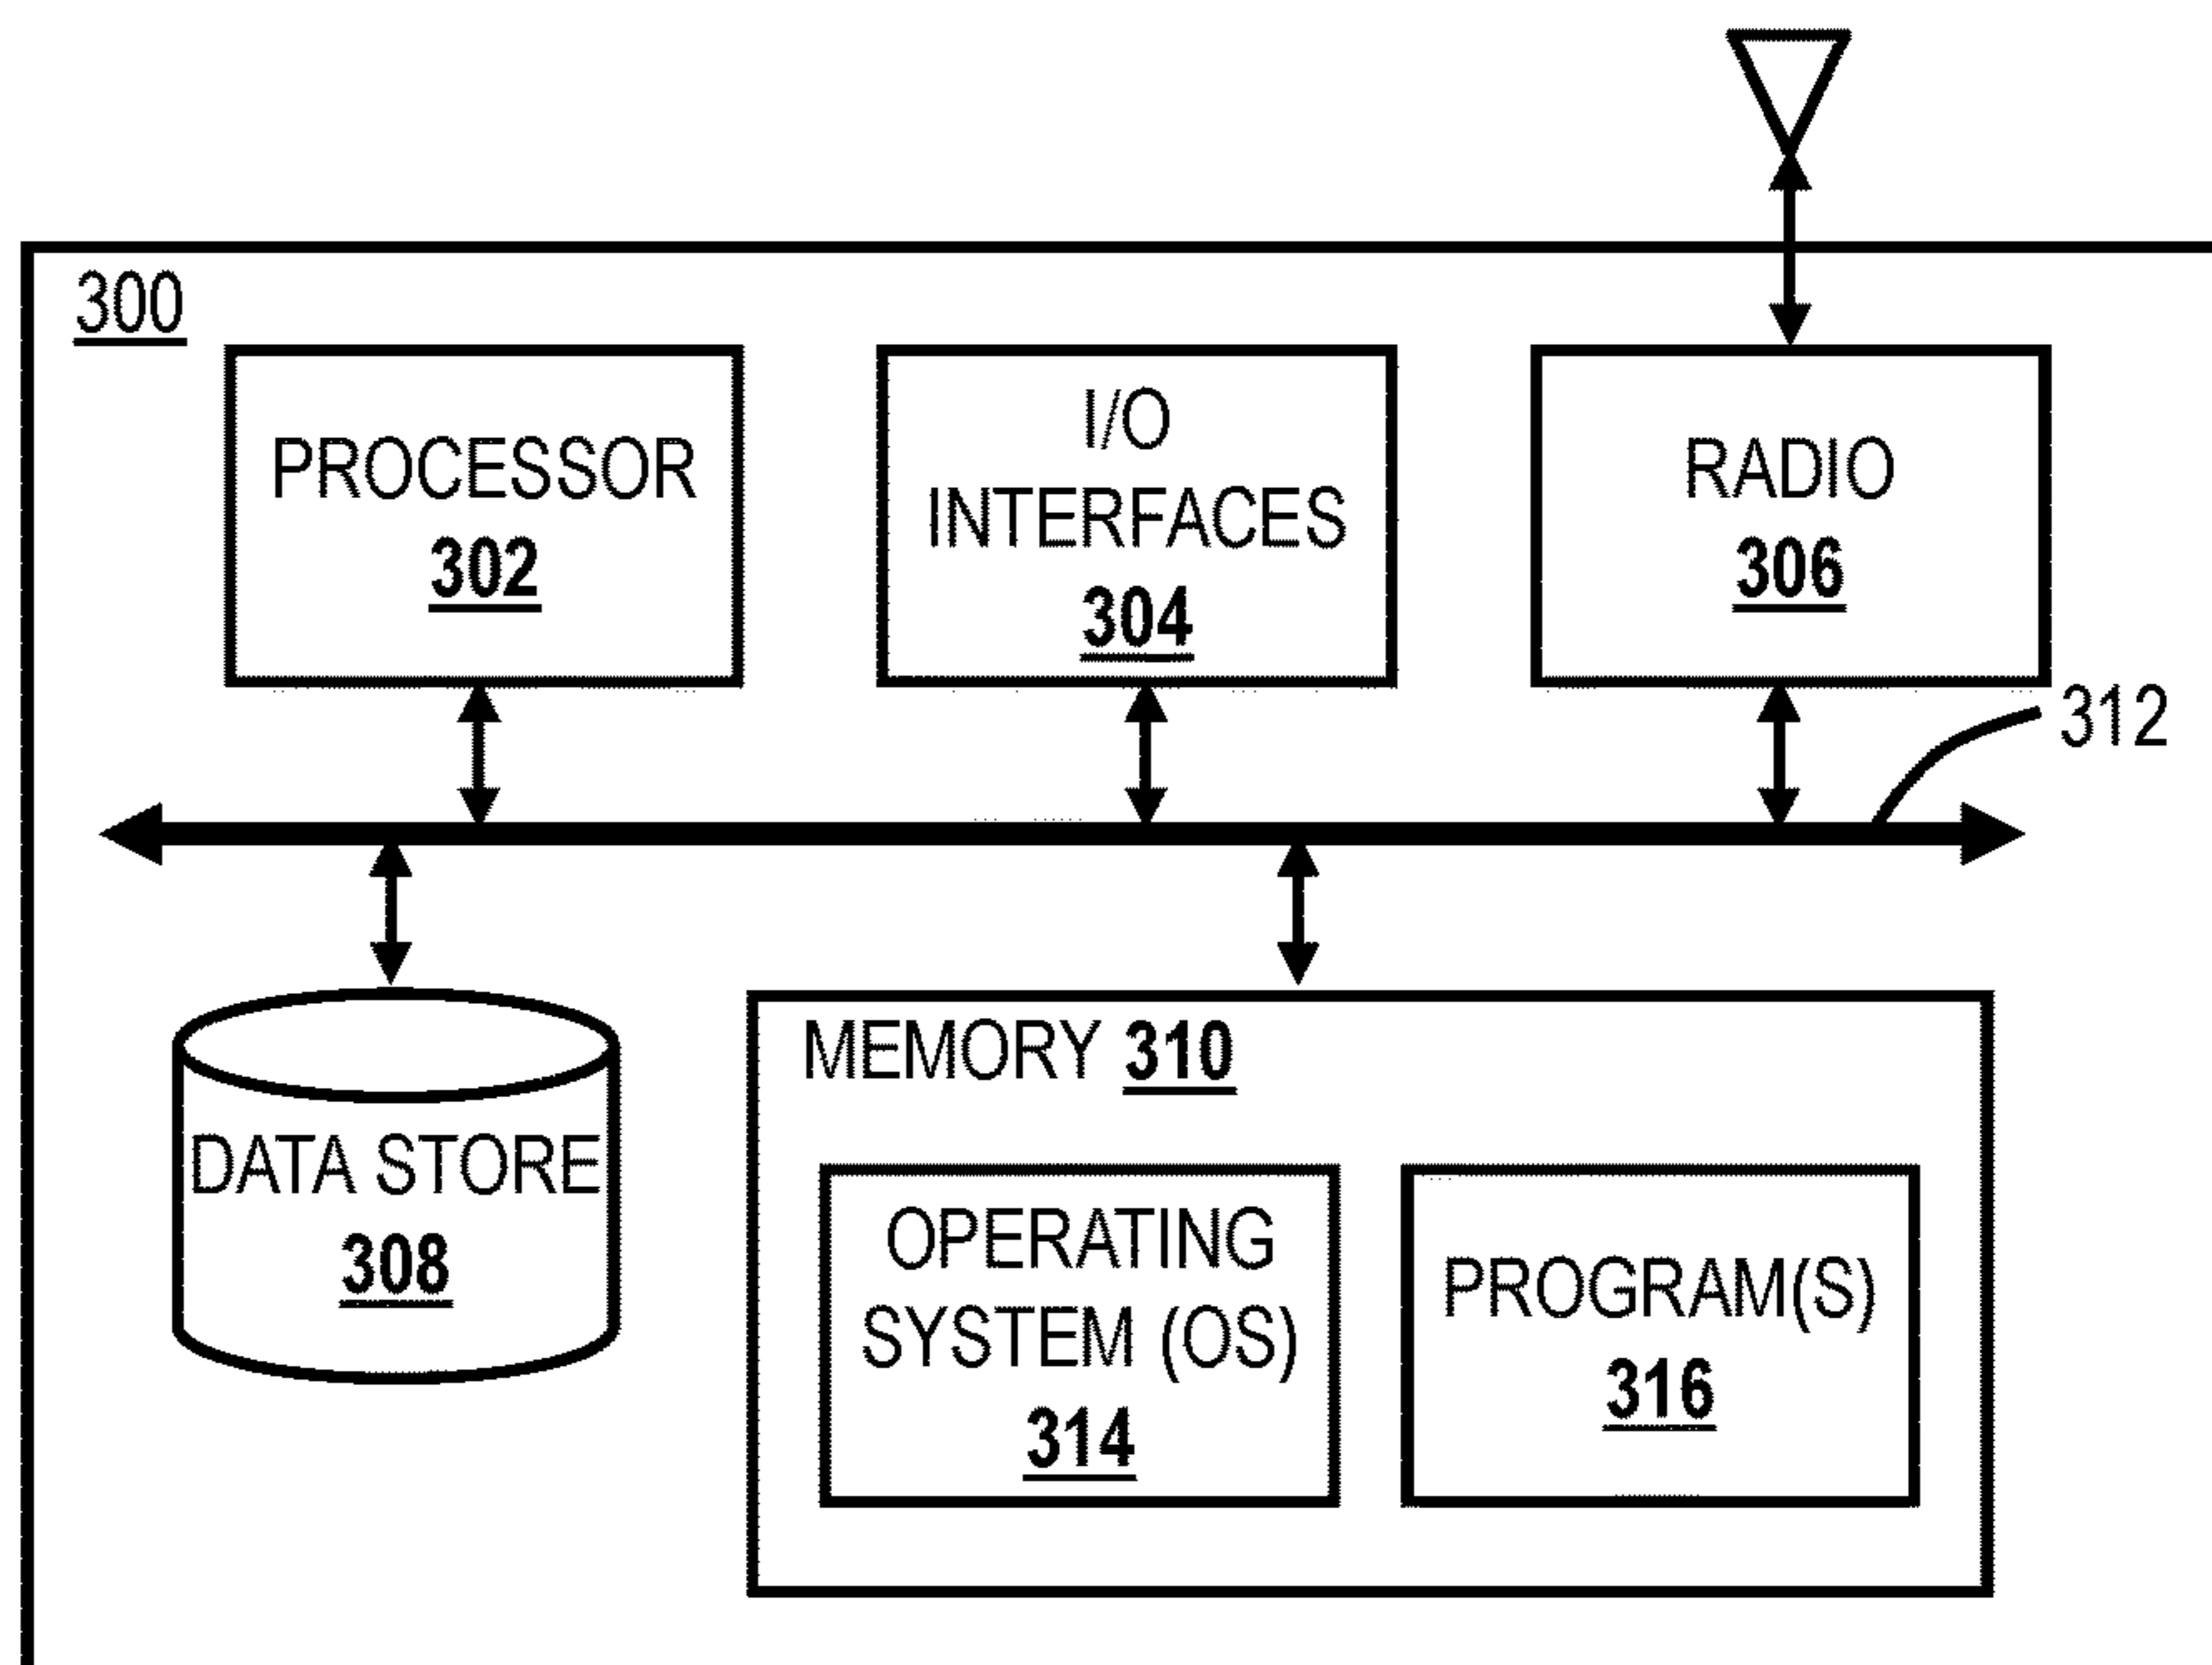 300
PROCESSOR
302
I/O
INTERFACES
304
RADIO
306
312
DATA STORE
308
MEMORY 310
OPERATING
SYSTEM (OS)
314
PROGRAM(S)
316